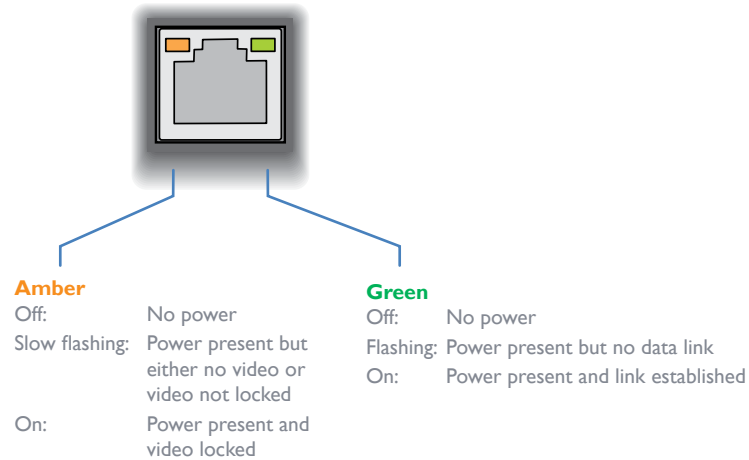 Amber
Off: No power
Slow flashing: Power present but
either no video or
video not locked
On: Power present and
video locked
Green
Off: No power
Flashing: Power present but no data link
On: Power present and link established